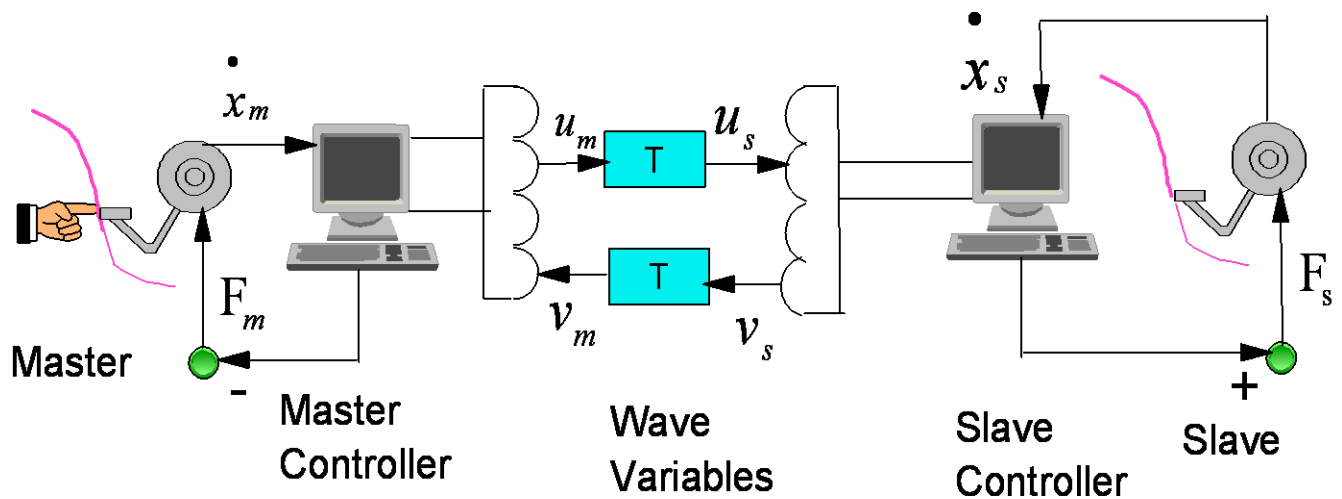 ẋm
um
T
us
ẋs
Fm
vm
T
vs
Fs
-
+
Master
Master
Controller
Wave
Variables
Slave
Controller
Slave